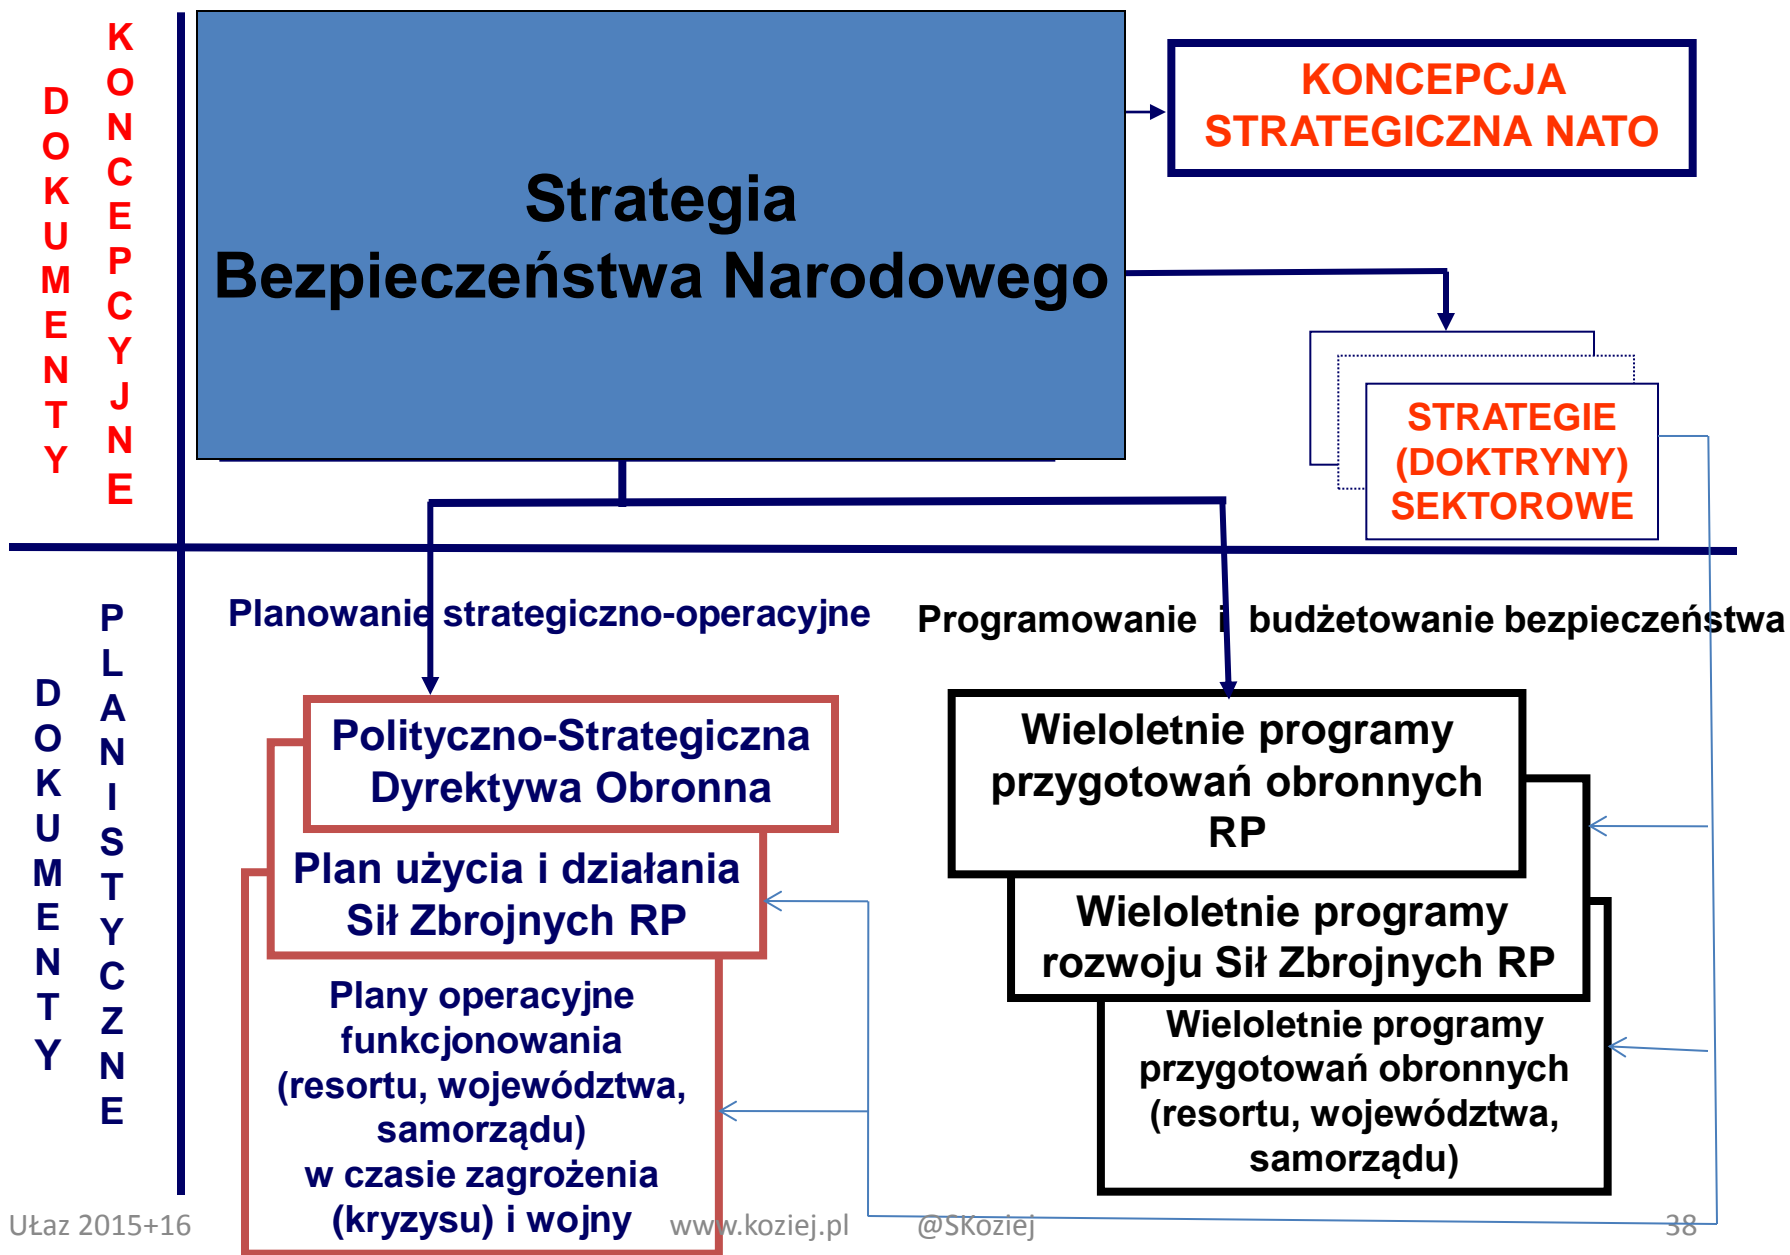 DOKUMENTY
KONCEPCYJNE
Strategia
Bezpieczeństwa Narodowego
KONCEPCJA
STRATEGICZNA NATO
STRATEGIE
(DOKTRYNY)
SEKTOROWE
DOKUMENTY
PLANISTYCZNE
Planowanie strategiczno-operacyjne
Polityczno-Strategiczna
Dyrektywa Obronna
Plan użycia i działania
Sił Zbrojnych RP
Plany operacyjne
funkcjonowania
(resortu, województwa,
samorządu)
w czasie zagrożenia
(kryzysu) i wojny
Programowanie i budżetowanie bezpieczeństwa
Wieloletnie programy
przygotowań obronnych
RP
Wieloletnie programy
rozwoju Sił Zbrojnych RP
Wieloletnie programy
przygotowań obronnych
(resortu, województwa,
samorządu)
UŁaz 2015+16
www.koziej.pl @SKoziej
38